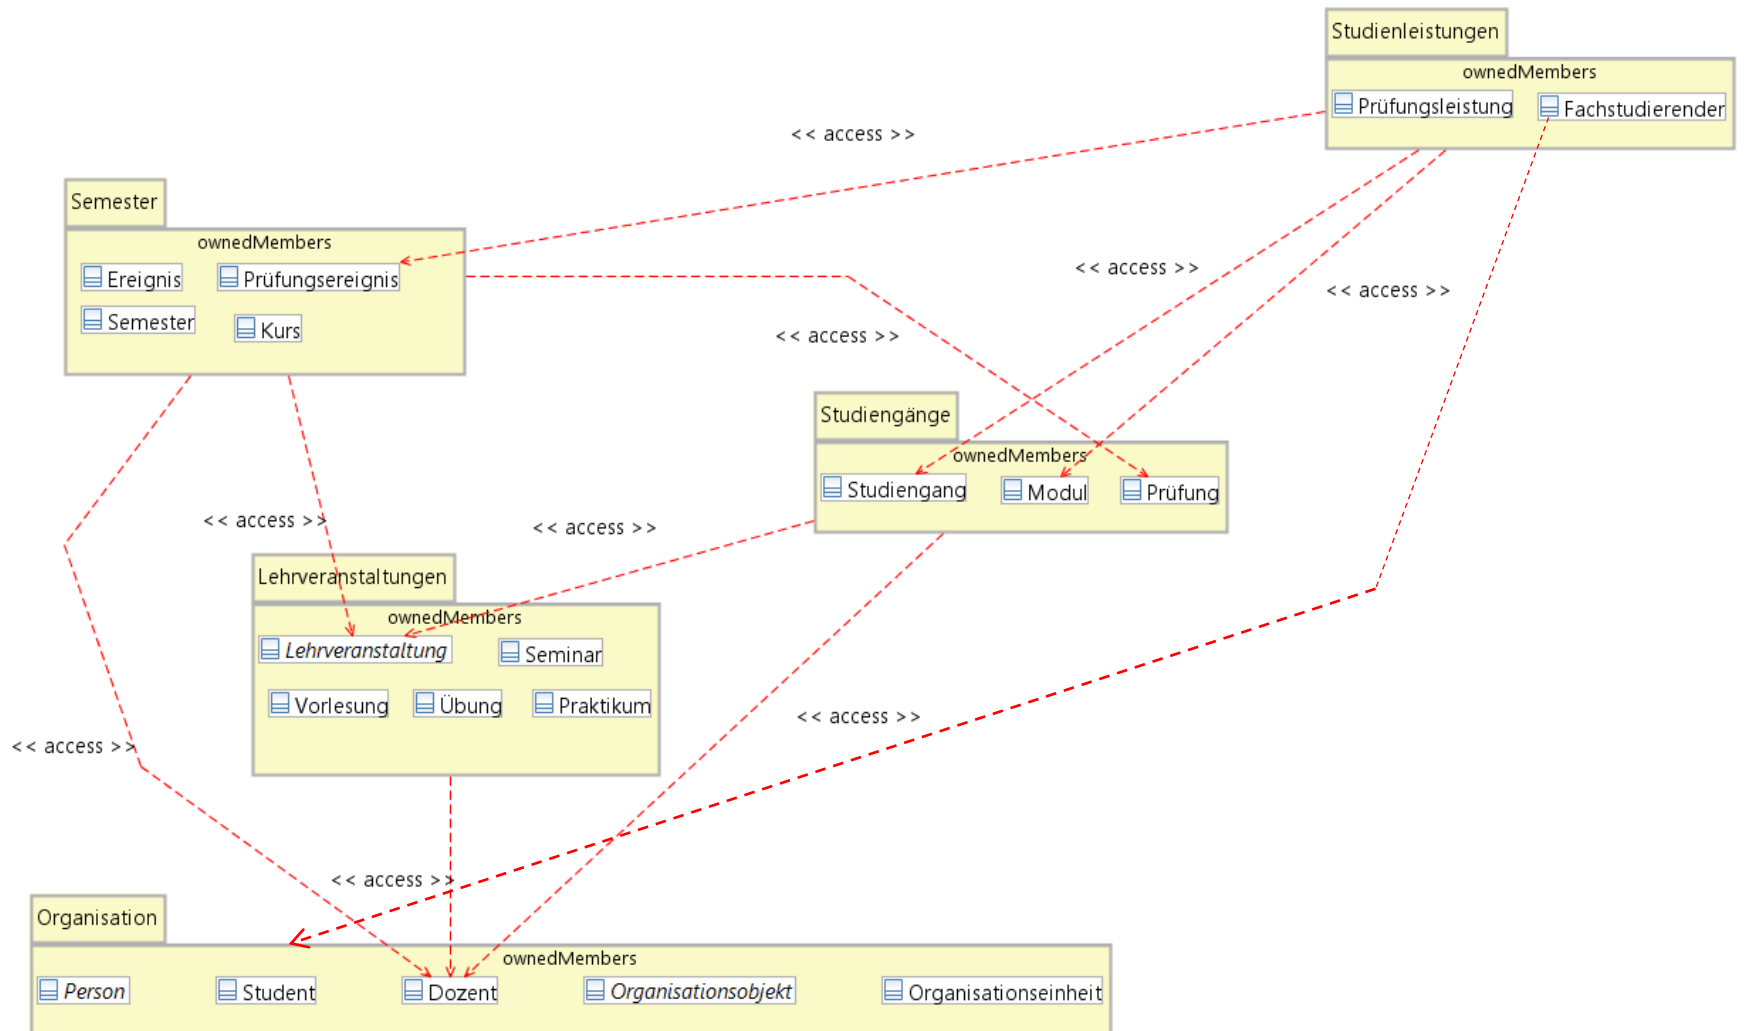 Studienleistungen
ownedMembers
Prüfungsleistung
Fachstudierender
<< access >>
Semester
ownedMembers
Ereignis
Prüfungsereignis
Semester
Kurs
<< access >>
<< access >>
<< access >>
Studiengänge
ownedMembers
Studiengang
Modul
Prüfung
<< access >>
<< access >>
Lehrveranstaltungen
ownedMembers
Lehrveranstaltung
Seminar
Vorlesung
Übung
Praktikum
<< access >>
<< access >>
<< access >>
Organisation
ownedMembers
Person
Student
Dozent
Organisationsobjekt
Organisationseinheit